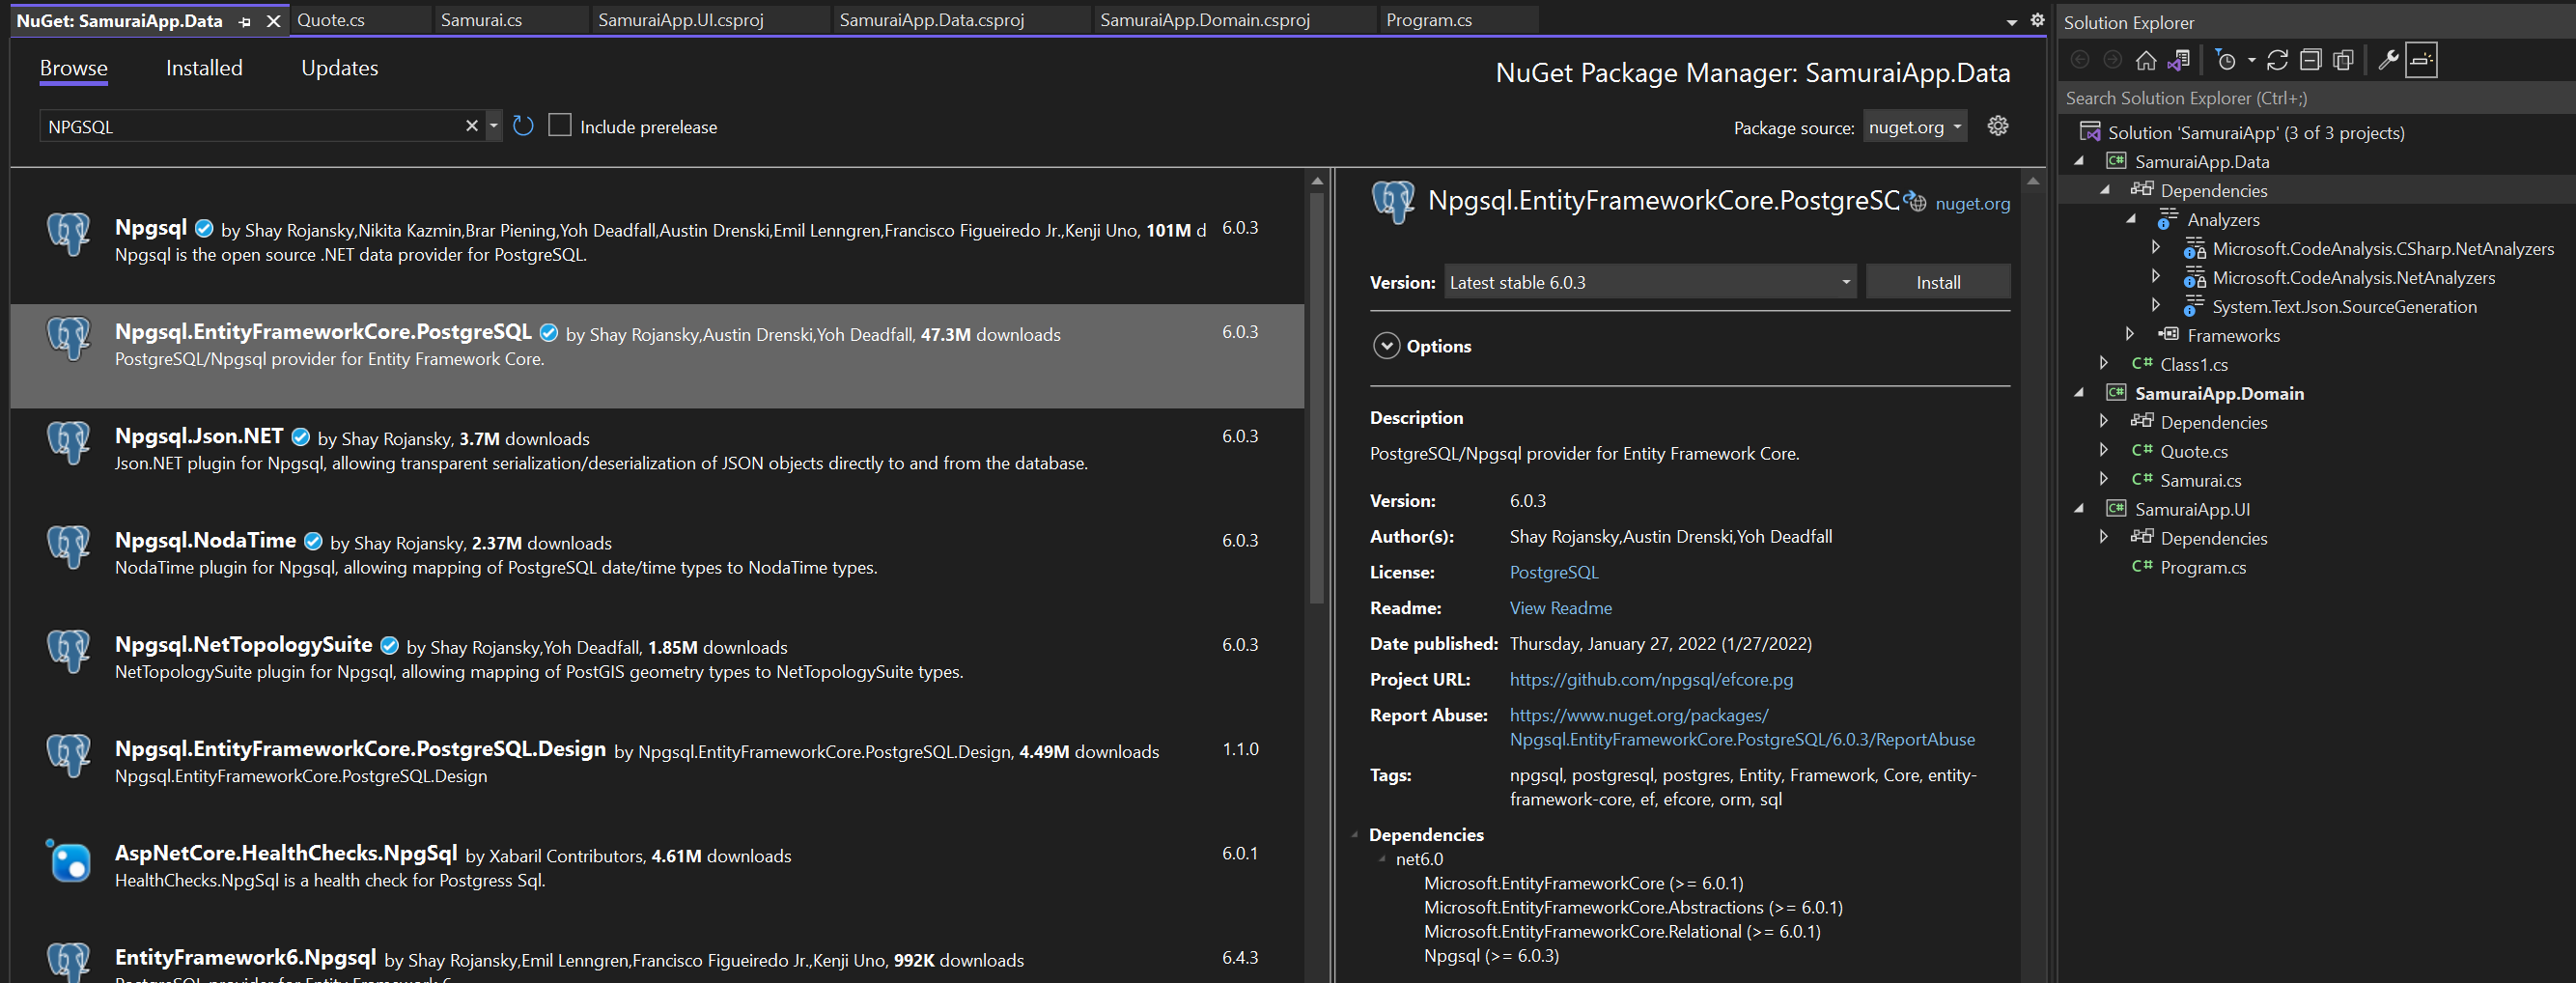 NuGet: SamuraiApp.Data
Quote.cs
Samurai.cs
SamuraiApp.UI.csproj
SamuraiApp.Data.csproj
SamuraiApp.Domain.csproj
Program.cs
Browse
Installed
Updates
NuGet Package Manager: SamuraiApp.Data
NPGSQL
Include prerelease
Package source: nuget.org
Npgsql by Shay Rojansky,Nikita Kazmin,Brar Piening,Yoh Deadfall,Austin Drenski,Emil Lenngren,Francisco Figueiredo Jr.,Kenji Uno, 101M d 6.0.3
Npgsql is the open source .NET data provider for PostgreSQL.
Npgsql.EntityFrameworkCore.PostgreSQL by Shay Rojansky,Austin Drenski,Yoh Deadfall, 47.3M downloads 6.0.3
PostgreSQL/Npgsql provider for Entity Framework Core.
Npgsql.Json.NET by Shay Rojansky, 3.7M downloads 6.0.3
Json.NET plugin for Npgsql, allowing transparent serialization/deserialization of JSON objects directly to and from the database.
Npgsql.NodaTime by Shay Rojansky, 2.37M downloads 6.0.3
NodaTime plugin for Npgsql, allowing mapping of PostgreSQL date/time types to NodaTime types.
Npgsql.NetTopologySuite by Shay Rojansky,Yoh Deadfall, 1.85M downloads 6.0.3
NetTopologySuite plugin for Npgsql, allowing mapping of PostGIS geometry types to NetTopologySuite types.
Npgsql.EntityFrameworkCore.PostgreSQL.Design by Npgsql.EntityFrameworkCore.PostgreSQL.Design, 4.49M downloads 1.1.0
Npgsql.EntityFrameworkCore.PostgreSQL.Design
AspNetCore.HealthChecks.NpgSql by Xabaril Contributors, 4.61M downloads 6.0.1
HealthChecks.NpgSql is a health check for Postgress Sql.
EntityFramework6.Npgsql by Shay Rojansky,Emil Lenngren,Francisco Figueiredo Jr.,Kenji Uno, 992K downloads 6.4.3
PostgreSQL provider for Entity Framework 6
Npgsql.EntityFrameworkCore.PostgreSQ
nuget.org
Version: Latest stable 6.0.3
Install
Options
Description
PostgreSQL/Npgsql provider for Entity Framework Core.
Version: 6.0.3
Author(s): Shay Rojansky,Austin Drenski,Yoh Deadfall
License: PostgreSQL
Readme: View Readme
Date published: Thursday, January 27, 2022 (1/27/2022)
Project URL: https://github.com/npgsql/efcore.pg
Report Abuse: https://www.nuget.org/packages/
Npgsql.EntityFrameworkCore.PostgreSQL/6.0.3/ReportAbuse
Tags: npgsql, postgresql, postgres, Entity, Framework, Core, entity-
framework-core, ef, efcore, orm, sql
Dependencies
net6.0
Microsoft.EntityFrameworkCore (>= 6.0.1)
Microsoft.EntityFrameworkCore.Abstractions (>= 6.0.1)
Microsoft.EntityFrameworkCore.Relational (>= 6.0.1)
Npgsql (>= 6.0.3)
Solution Explorer
Search Solution Explorer (Ctrl+;)
Solution 'SamuraiApp' (3 of 3 projects)
C# SamuraiApp.Data
Dependencies
Analyzers
Microsoft.CodeAnalysis.CSharp.NetAnalyzers
Microsoft.CodeAnalysis.NetAnalyzers
System.Text.Json.SourceGeneration
Frameworks
C# Class1.cs
C# SamuraiApp.Domain
Dependencies
C# Quote.cs
C# Samurai.cs
C# SamuraiApp.UI
Dependencies
C# Program.cs